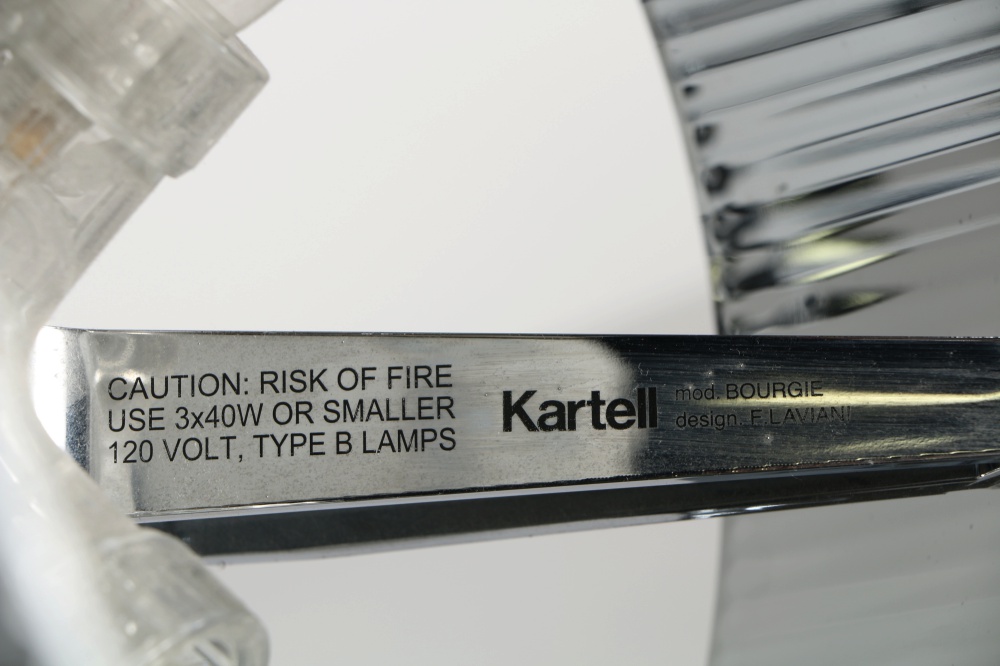 CAUTION: RISK OF FIRE
USE 3x40W OR SMALLER
120 VOLT, TYPE B LAMPS
Kartell
mod. BOURGIE
design. F.LAVIANI